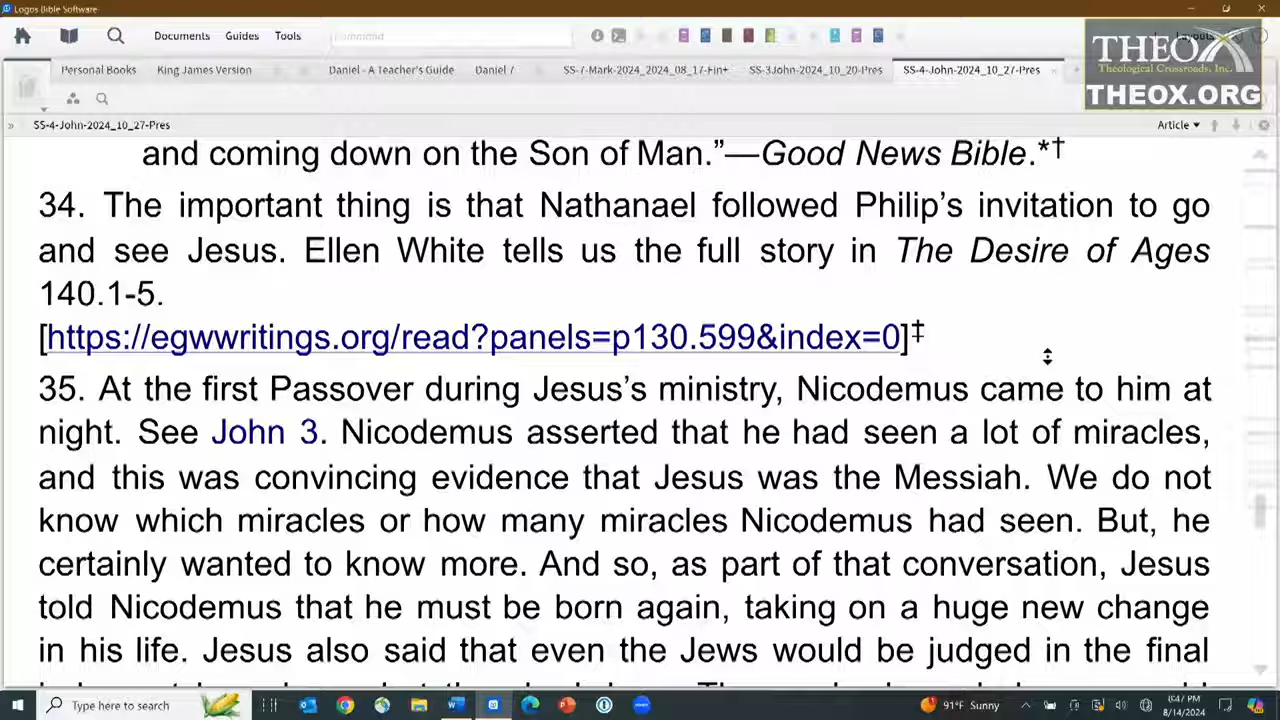 Logos Bible Software
Documents Guides Tools Command Layouts
THEOX
Theological Crossroads, Inc.
THEOX.ORG
Personal Books King James Version Daniel - A Teacher's Daniel SS-7-Mark-2024_2024_08_17-Fin+ SS-3John-2024_10_20-Pres SS-4-John-2024_10_27-Pres
» SS-4-John-2024_10_27-Pres Article
and coming down on the Son of Man.”—Good News Bible.*†
34. The important thing is that Nathanael followed Philip’s invitation to go
and see Jesus. Ellen White tells us the full story in The Desire of Ages
140.1-5.
[https://egwwritings.org/read?panels=p130.599&index=0]‡
35. At the first Passover during Jesus’s ministry, Nicodemus came to him at
night. See John 3. Nicodemus asserted that he had seen a lot of miracles,
and this was convincing evidence that Jesus was the Messiah. We do not
know which miracles or how many miracles Nicodemus had seen. But, he
certainly wanted to know more. And so, as part of that conversation, Jesus
told Nicodemus that he must be born again, taking on a huge new change
in his life. Jesus also said that even the Jews would be judged in the final
Type here to search 91°F Sunny
8/14/2024